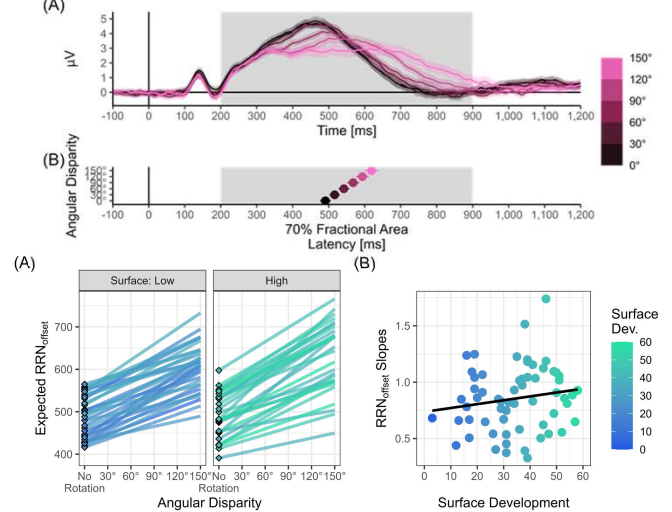 (A)
5
4
3
2
1
0
µV
-100 0 100 200 300 400 500 600 700 800 900 1,000 1,100 1,200
Time [ms]
150°
120°
90°
60°
30°
0°
(B)
Angular Disparity
-100 0 100 200 300 400 500 600 700 800 900 1,000 1,100 1,200
70% Fractional Area
Latency [ms]
(A)
Surface: Low High
Expected RRNoffset
700
600
500
400
No 30° 60° 90° 120° 150° No 30° 60° 90° 120° 150°
Rotation Rotation
Angular Disparity
(B)
RRNoffset Slopes
1.5
1.0
0.5
0 10 20 30 40 50 60
Surface Development
Surface
Dev.
60
50
40
30
20
10
0